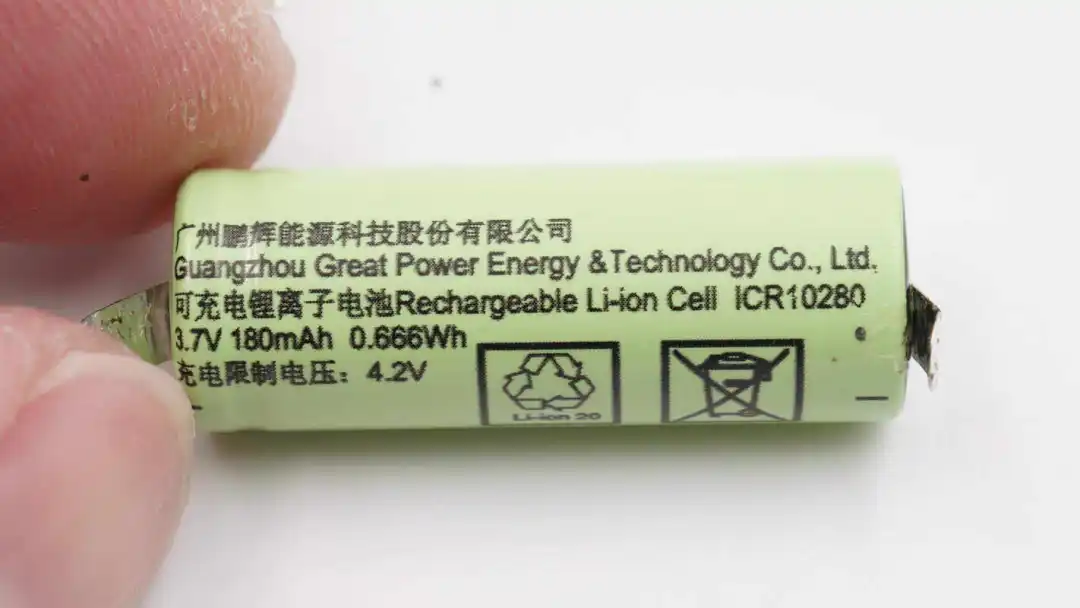 广州鹏辉能源科技股份有限公司
Guangzhou Great Power Energy &Technology Co., Ltd.
可充电锂离子电池Rechargeable Li-ion Cell ICR10280
3.7V 180mAh 0.666Wh
充电限制电压：4.2V
Li-ion 20